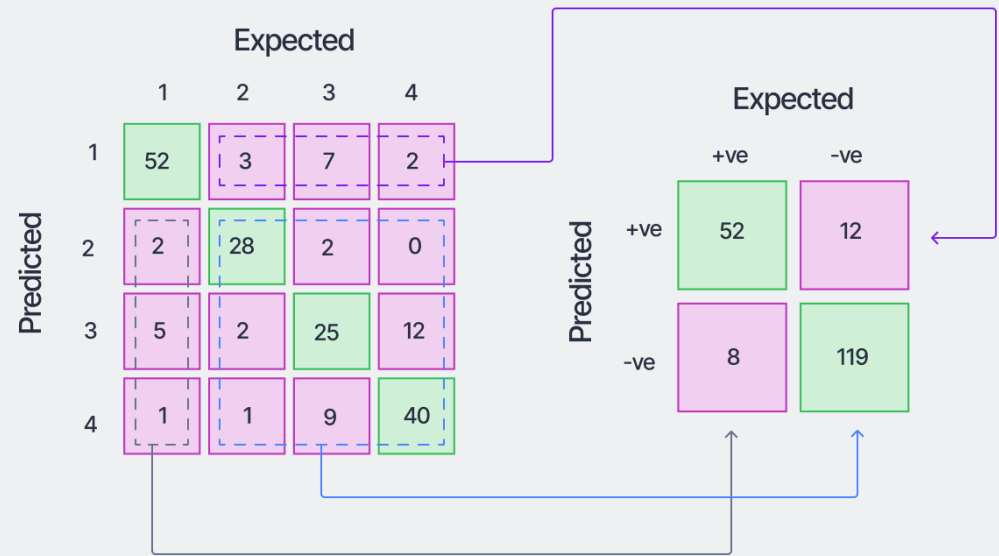 Expected
1 2 3 4
Predicted
1 52 3 7 2
2 2 28 2 0
3 5 2 25 12
4 1 1 9 40
Expected
+ve -ve
Predicted
+ve 52 12
-ve 8 119